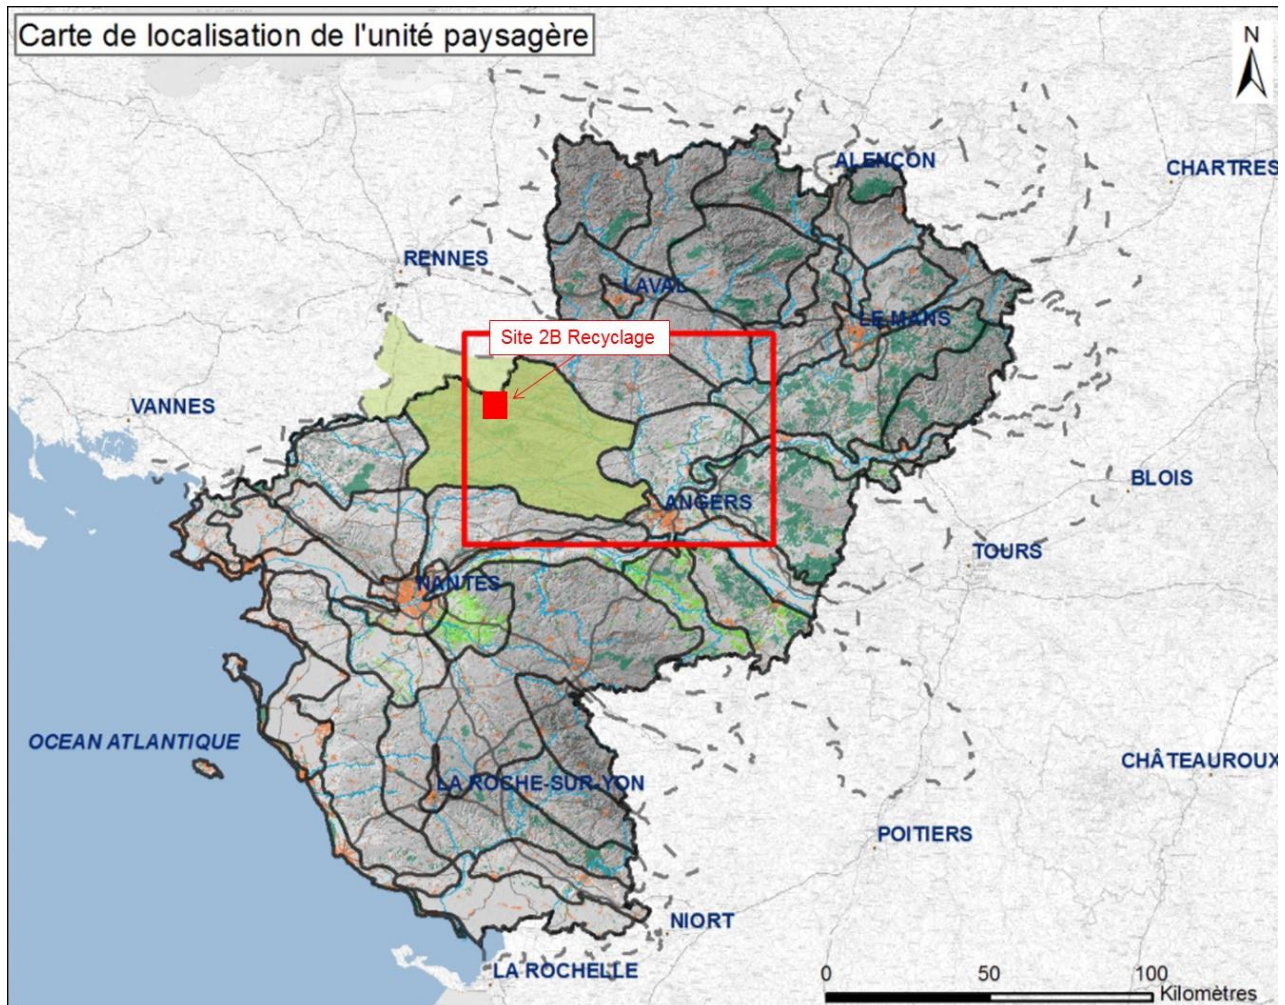 Carte de localisation de l'unité paysagère
N
ALENÇON
CHARTRES
RENNES
LAVAL
LE MANS
Site 2B Recyclage
VANNES
BLOIS
ANGERS
TOURS
NANTES
OCEAN ATLANTIQUE
CHÂTEAUROUX
LA ROCHE-SUR-YON
POITIERS
NIORT
LA ROCHELLE
0 50 100
Kilomètres